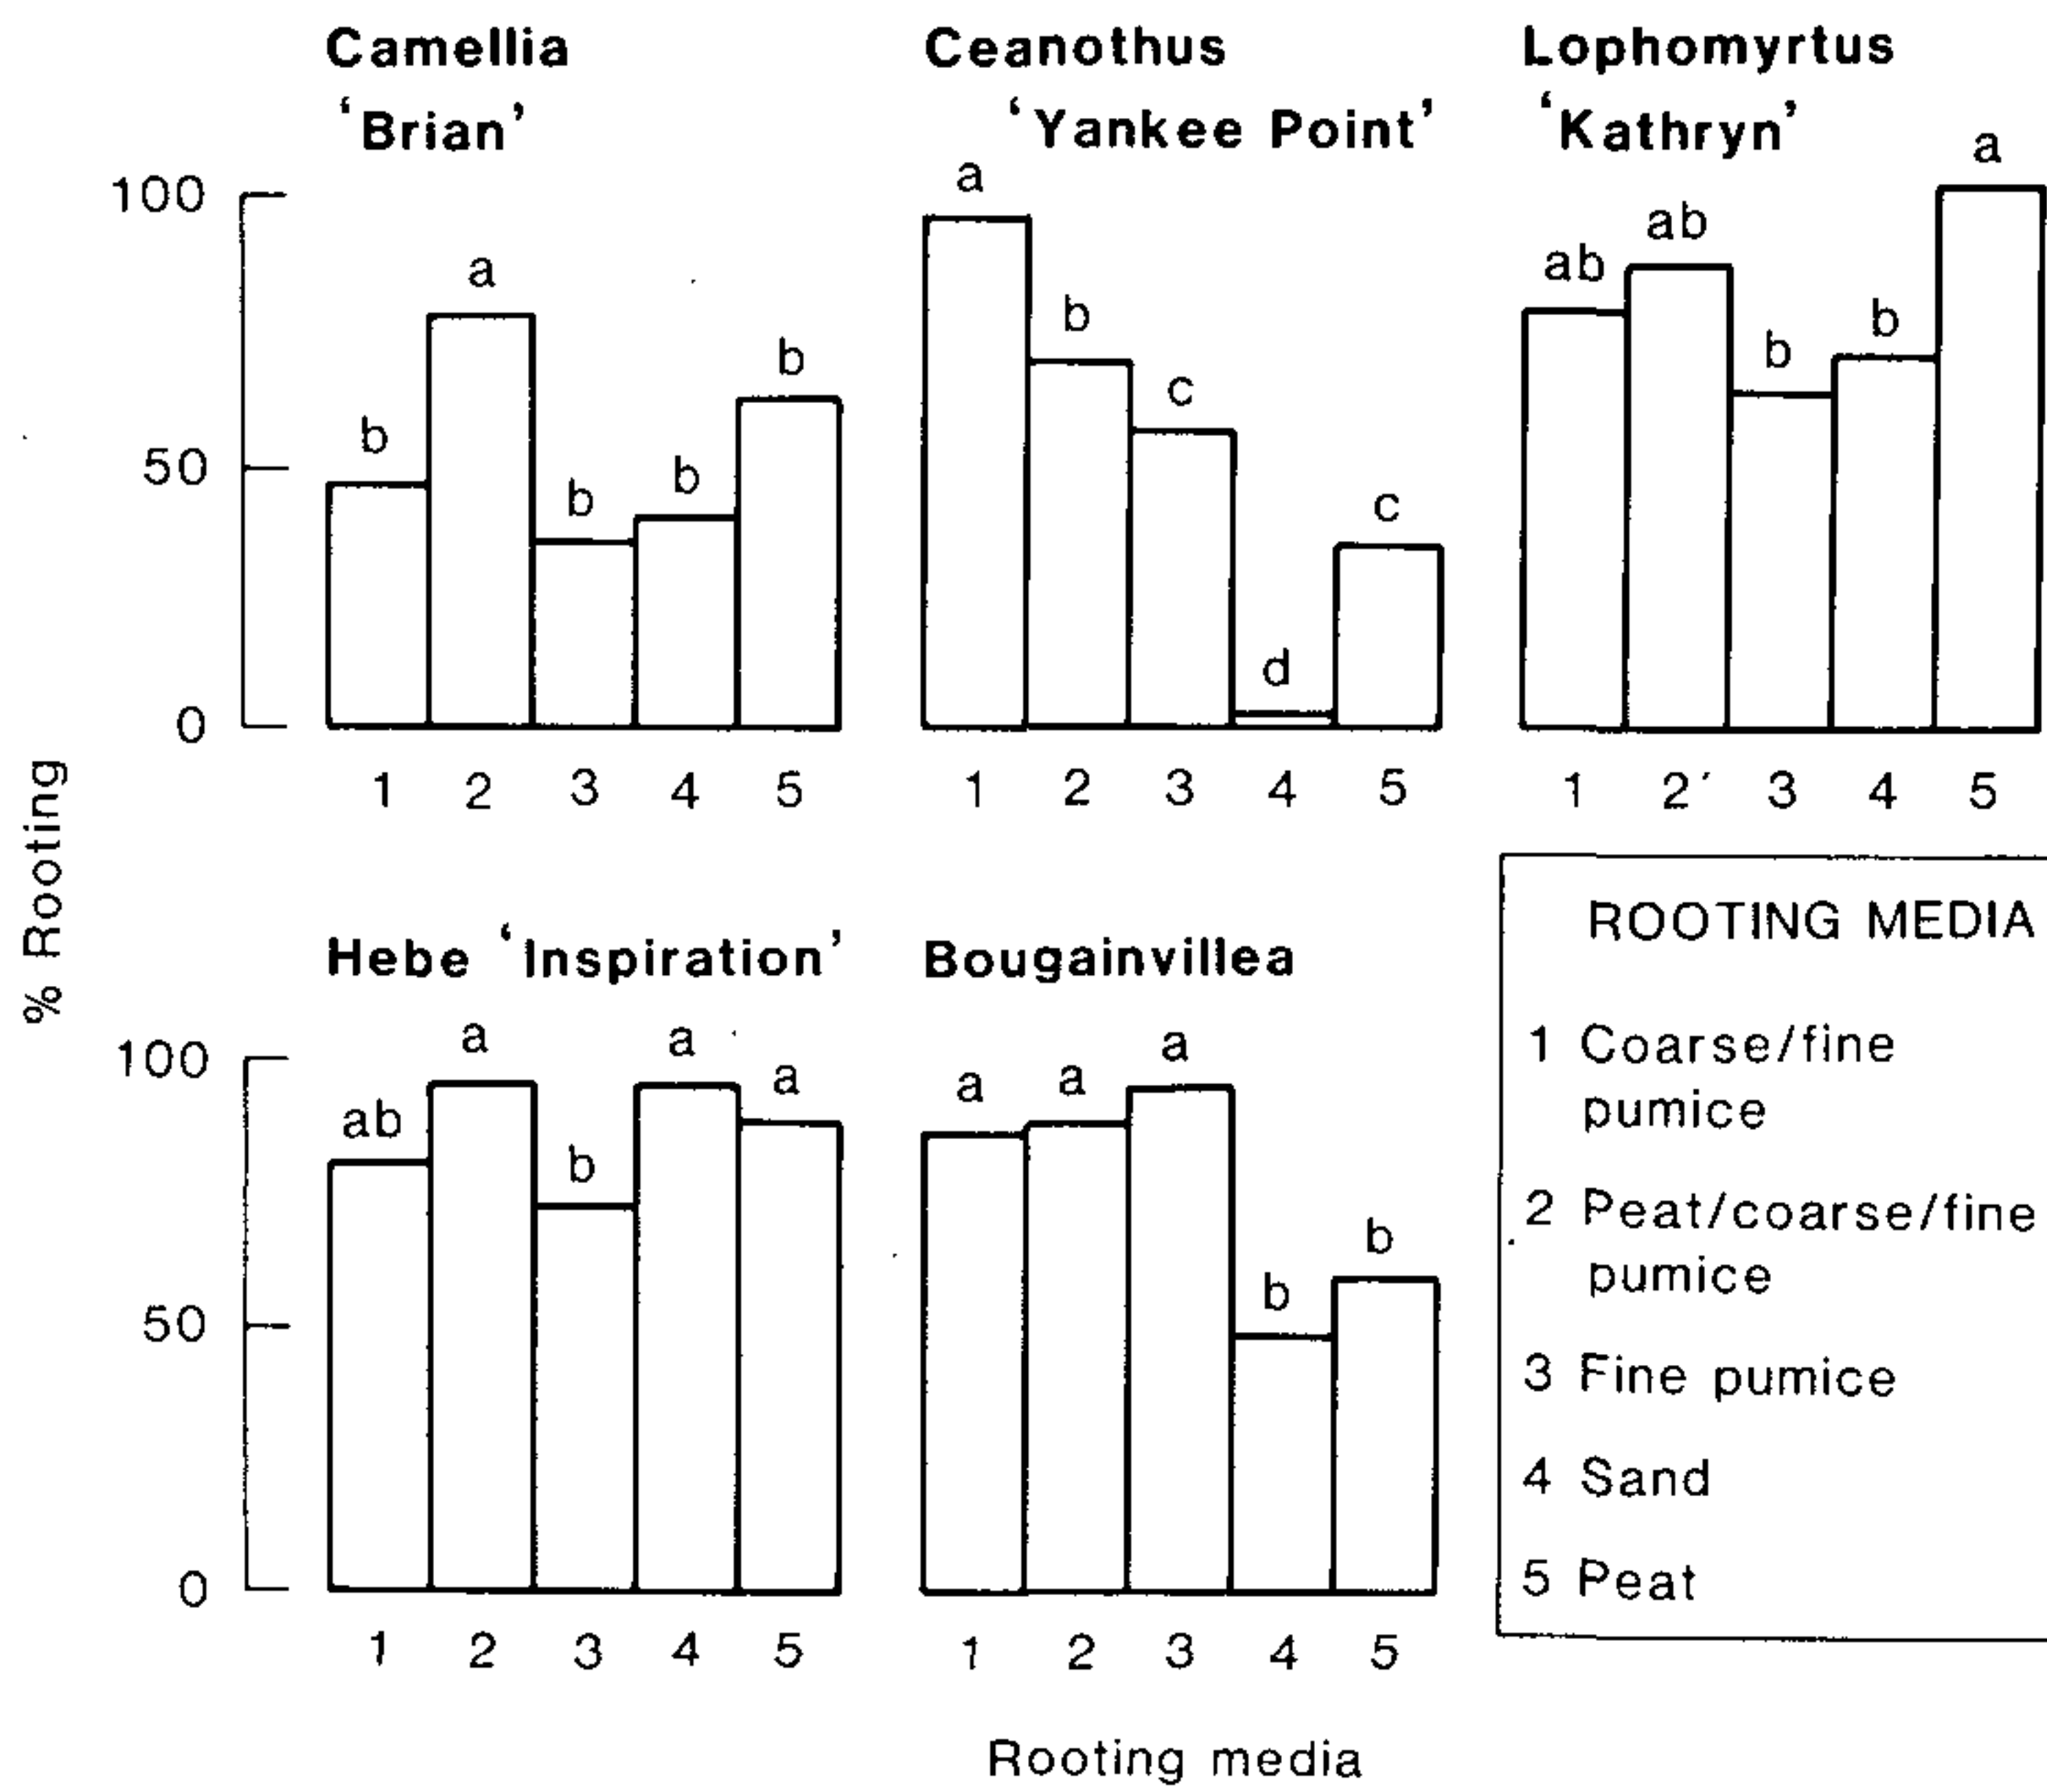 Camellia
‘Brian’
Ceanothus
‘Yankee Point’
Lophomyrtus
‘Kathryn’
100
50
0
b
a
b
b
b
1 2 3 4 5
a
b
c
d
c
1 2 3 4 5
ab
ab
b
b
a
1 2 3 4 5
% Rooting
Hebe ‘Inspiration’
100
50
0
ab
a
b
a
a
1 2 3 4 5
Bougainvillea
a
a
a
b
b
1 2 3 4 5
Rooting media
ROOTING MEDIA
1 Coarse/fine
pumice
2 Peat/coarse/fine
pumice
3 Fine pumice
4 Sand
5 Peat